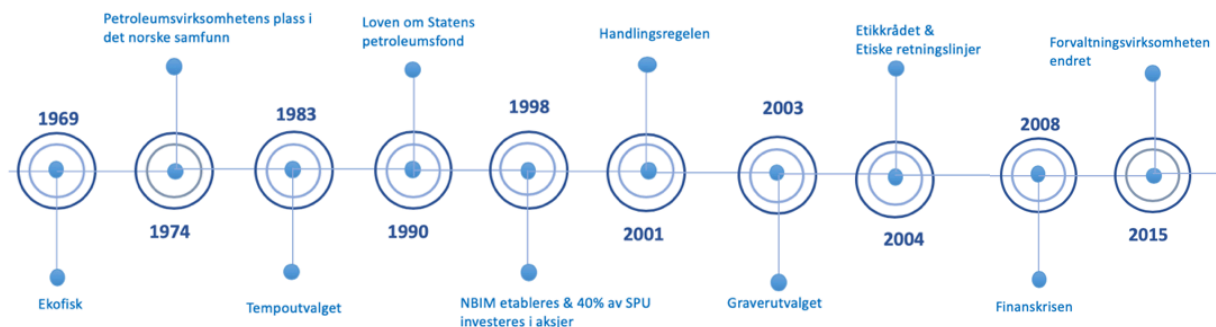 Petroleumsvirksomhetens plass i
det norske samfunn
Loven om Statens
petroleumsfond
Handlingsregelen
Etikkrådet &
Etiske retningslinjer
Forvaltningsvirksomheten
endret
1969
1983
1998
2003
2008
1974
1990
2001
2004
2015
Ekofisk
Tempoutvalget
NBIM etableres & 40% av SPU
investeres i aksjer
Graverutvalget
Finanskrisen